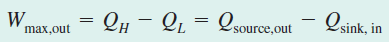 W_max,out = Q_H − Q_L = Q_source,out − Q_sink, in